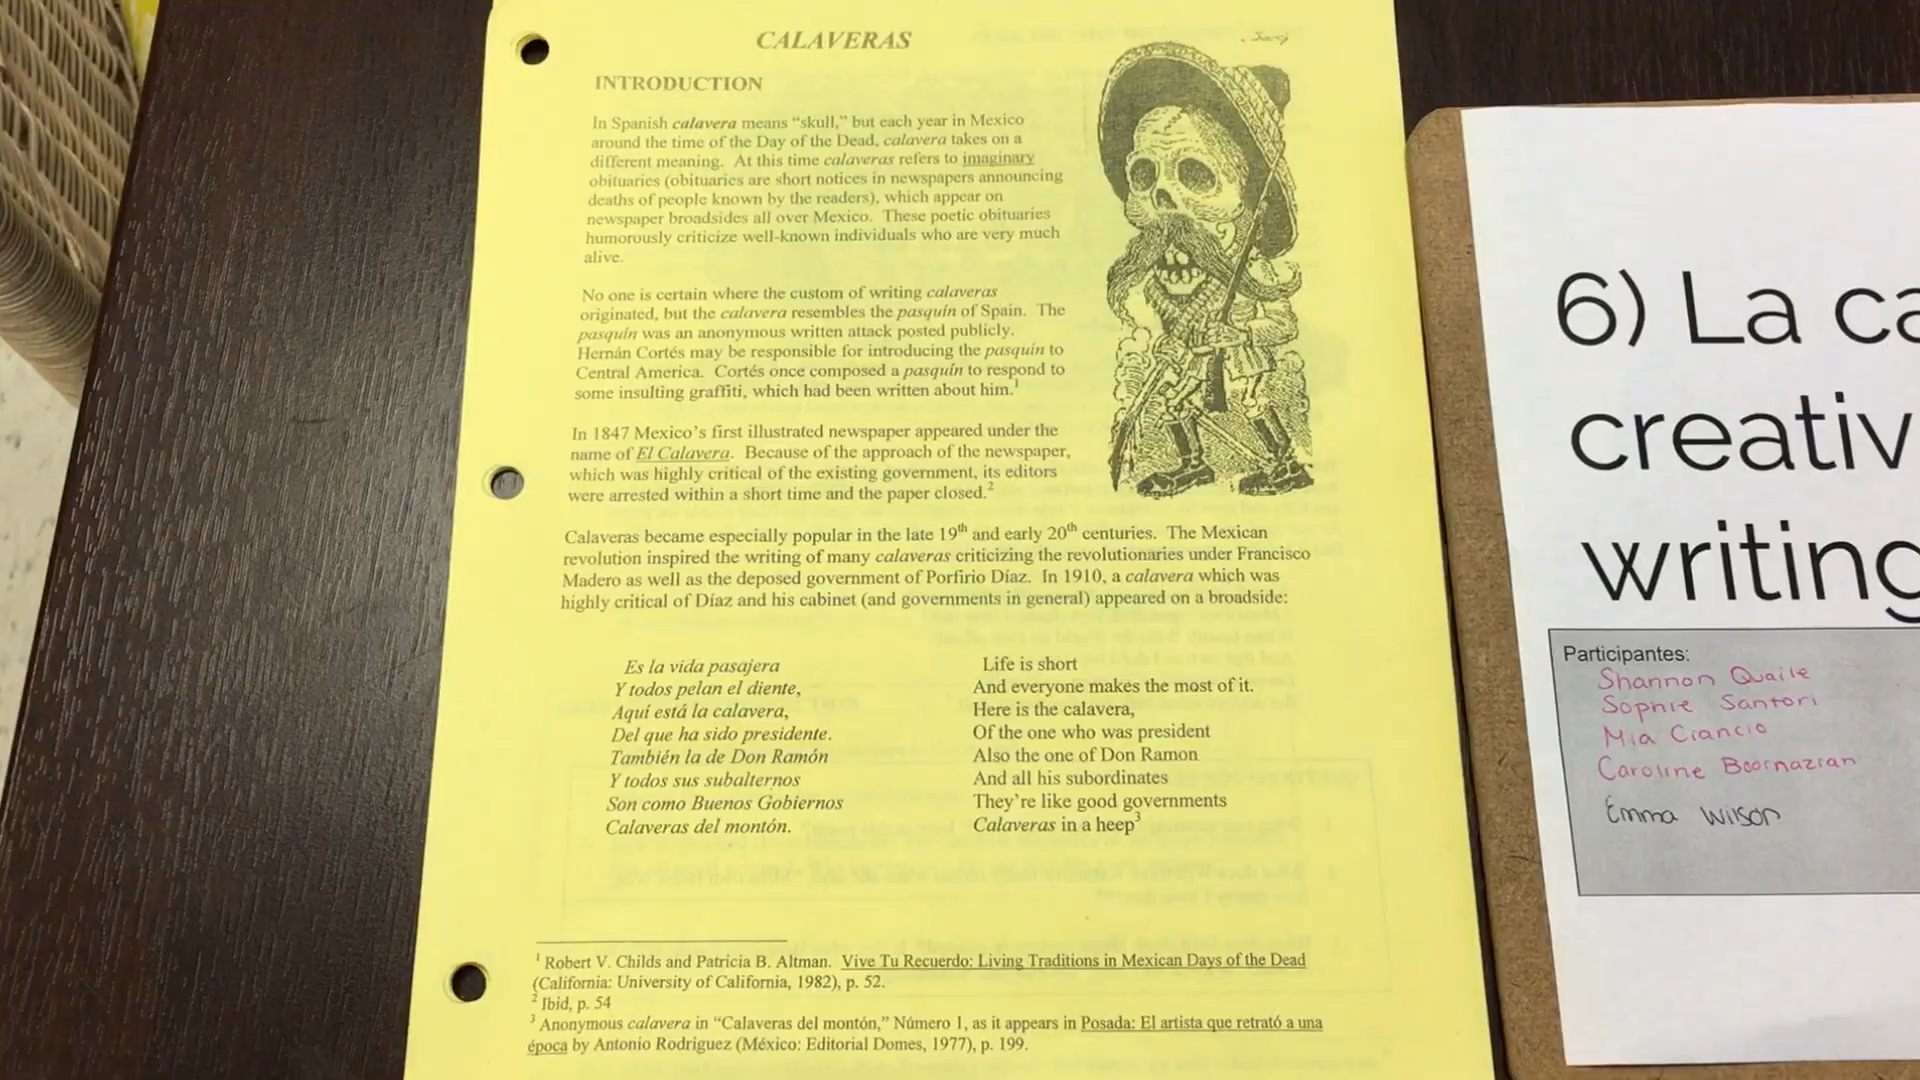 CALAVERAS
INTRODUCTION
In Spanish calavera means “skull,” but each year in Mexico
around the time of the Day of the Dead, calavera takes on a
different meaning. At this time calaveras refers to imaginary
obituaries (obituaries are short notices in newspapers announcing
deaths of people known by the readers), which appear on
newspaper broadsides all over Mexico. These poetic obituaries
humorously criticize well-known individuals who are very much
alive.
No one is certain where the custom of writing calaveras
originated, but the calavera resembles the pasquín of Spain. The
pasquín was an anonymous written attack posted publicly.
Hernán Cortés may be responsible for introducing the pasquín to
Central America. Cortés once composed a pasquín to respond to
some insulting graffiti, which had been written about him.1
In 1847 Mexico’s first illustrated newspaper appeared under the
name of El Calavera. Because of the approach of the newspaper,
which was highly critical of the existing government, its editors
were arrested within a short time and the paper closed.2
Calaveras became especially popular in the late 19th and early 20th centuries. The Mexican
revolution inspired the writing of many calaveras criticizing the revolutionaries under Francisco
Madero as well as the deposed government of Porfirio Díaz. In 1910, a calavera which was
highly critical of Díaz and his cabinet (and governments in general) appeared on a broadside:
Es la vida pasajera
Y todos pelan el diente,
Aquí está la calavera,
Del que ha sido presidente.
También la de Don Ramón
Y todos sus subalternos
Son como Buenos Gobiernos
Calaveras del montón.
Life is short
And everyone makes the most of it.
Here is the calavera,
Of the one who was president
Also the one of Don Ramon
And all his subordinates
They’re like good governments
Calaveras in a heep3
1 Robert V. Childs and Patricia B. Altman. Vive Tu Recuerdo: Living Traditions in Mexican Days of the Dead
(California: University of California, 1982), p. 52.
2 Ibid, p. 54
3 Anonymous calavera in “Calaveras del montón,” Número 1, as it appears in Posada: El artista que retrató a una
época by Antonio Rodriguez (México: Editorial Domes, 1977), p. 199.
6) La ca
creativ
writing
Participantes:
Shannon Quaile
Sophie Santori
Mia Ciancio
Caroline Boornazian
Emma Wilson